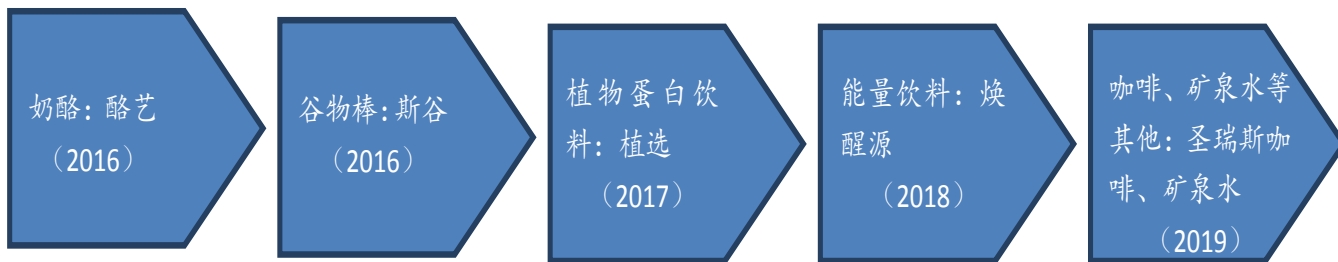 奶酪：酪艺
（2016）
谷物棒：斯谷
（2016）
植物蛋白饮
料：植选
（2017）
能量饮料：焕
醒源
（2018）
咖啡、矿泉水等
其他：圣瑞斯咖
啡、矿泉水
（2019）